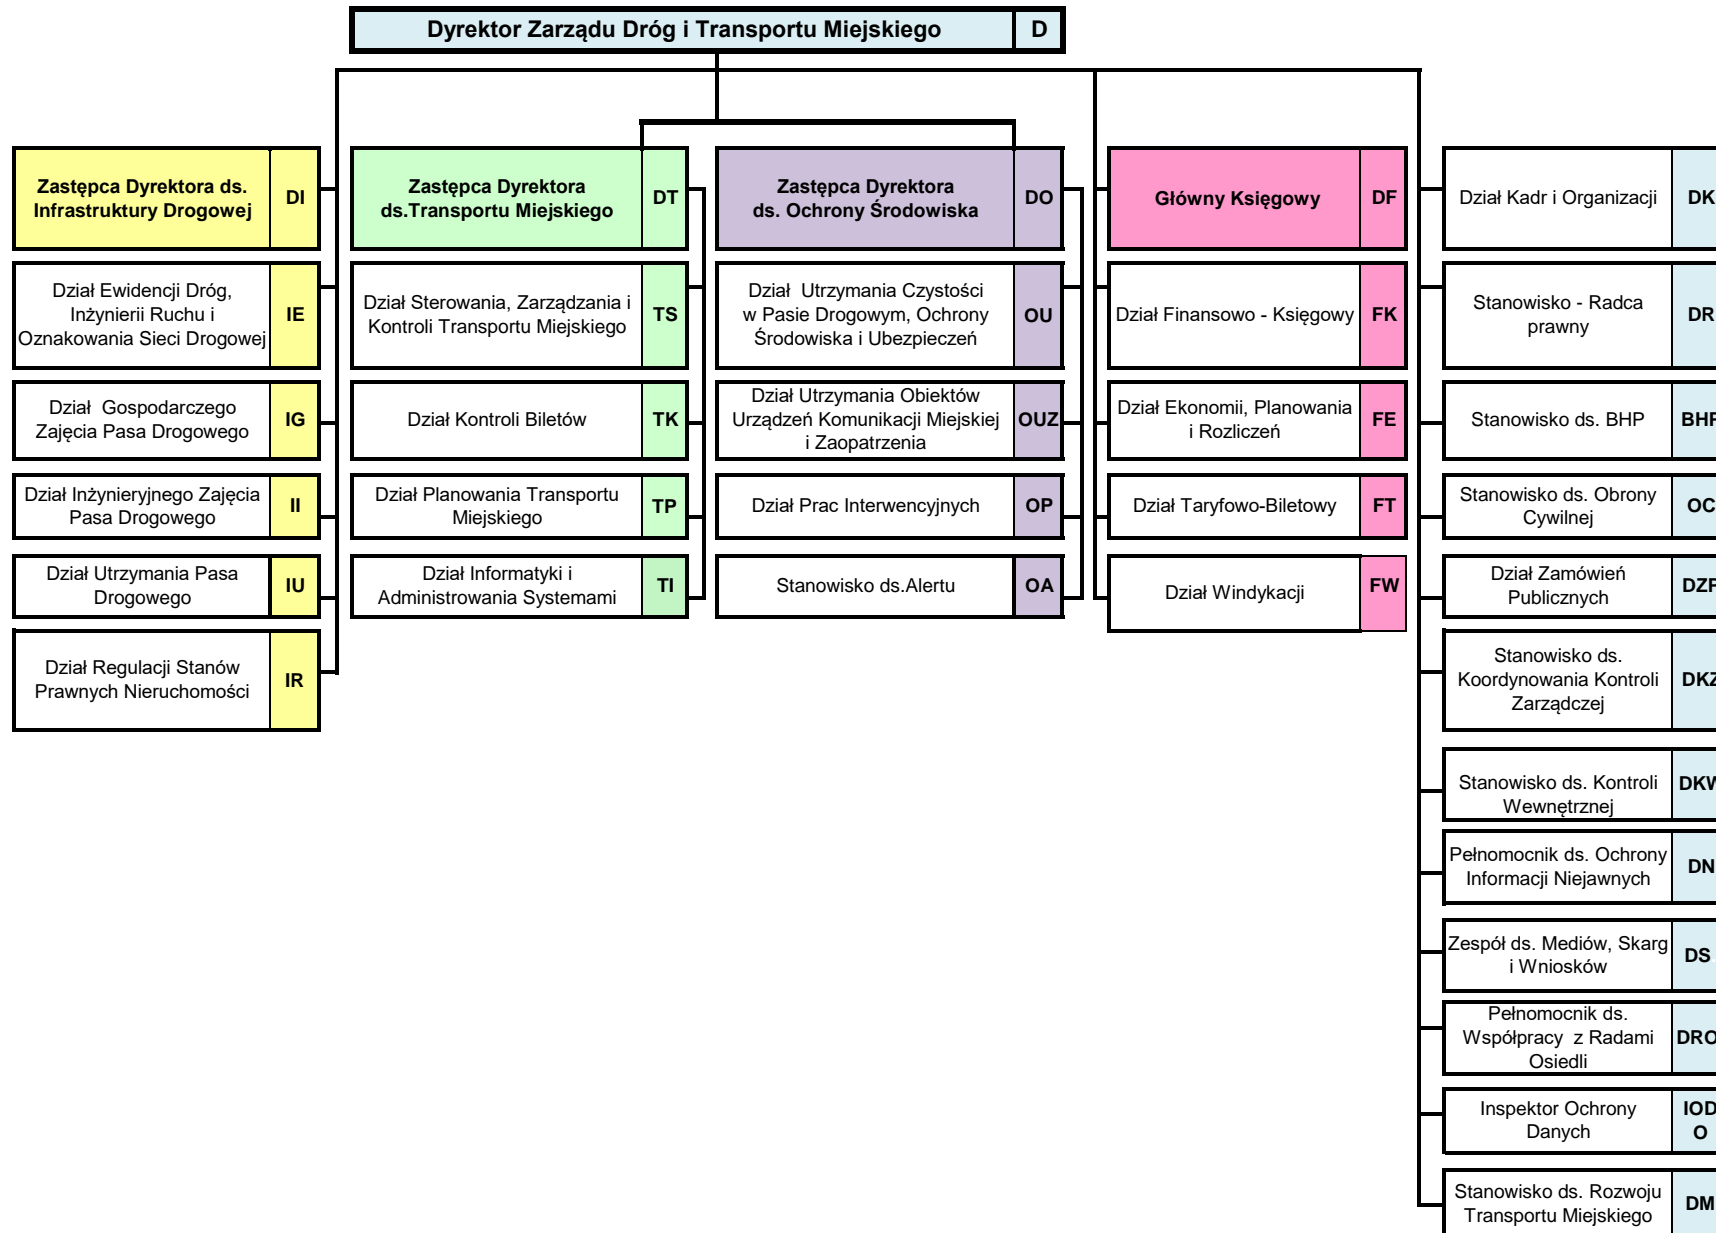 Dyrektor Zarządu Dróg i Transportu Miejskiego D
Zastępca Dyrektora ds.
Infrastruktury Drogowej
DI
Dział Ewidencji Dróg,
Inżynierii Ruchu i
Oznakowania Sieci Drogowej
IE
Dział  Gospodarczego
Zajęcia Pasa Drogowego
IG
Dział Inżynieryjnego Zajęcia
Pasa Drogowego
II
Dział Utrzymania Pasa
Drogowego
IU
Dział Regulacji Stanów
Prawnych Nieruchomości
IR
Zastępca Dyrektora
ds.Transportu Miejskiego
DT
Dział Sterowania, Zarządzania i
Kontroli Transportu Miejskiego
TS
Dział Kontroli Biletów TK
Dział Planowania Transportu
Miejskiego
TP
Dział Informatyki i
Administrowania Systemami
TI
Zastępca Dyrektora
ds. Ochrony Środowiska
DO
Dział  Utrzymania Czystości
w Pasie Drogowym, Ochrony
Środowiska i Ubezpieczeń
OU
Dział Utrzymania Obiektów
Urządzeń Komunikacji Miejskiej
i Zaopatrzenia
OUZ
Dział Prac Interwencyjnych OP
Stanowisko ds.Alertu OA
Główny Księgowy DF
Dział Finansowo - Księgowy FK
Dział Ekonomii, Planowania
i Rozliczeń
FE
Dział Taryfowo-Biletowy FT
Dział Windykacji FW
Dział Kadr i Organizacji DK
Stanowisko - Radca
prawny
DR
Stanowisko ds. BHP BHP
Stanowisko ds. Obrony
Cywilnej
OC
Dział Zamówień
Publicznych
DZP
Stanowisko ds.
Koordynowania Kontroli
Zarządczej
DKZ
Stanowisko ds. Kontroli
Wewnętrznej
DKW
Pełnomocnik ds. Ochrony
Informacji Niejawnych
DN
Zespół ds. Mediów, Skarg
i Wniosków
DS
Pełnomocnik ds.
Współpracy  z Radami
Osiedli
DRO
Inspektor Ochrony
Danych
IOD
O
Stanowisko ds. Rozwoju
Transportu Miejskiego
DM